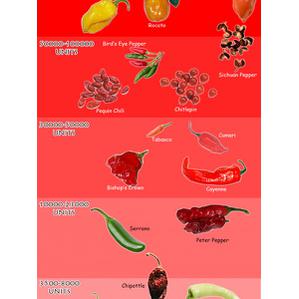 Rocoto
50000-100000
UNITS
Bird's Eye Pepper
Sichuan Pepper
Pequin Chili
Chiltepin
30000-50000
UNITS
Tabasco
Cumari
Bishop's Crown
Cayenne
10000-23000
UNITS
Serrano
Peter Pepper
3500-8000
UNITS
Chipotle